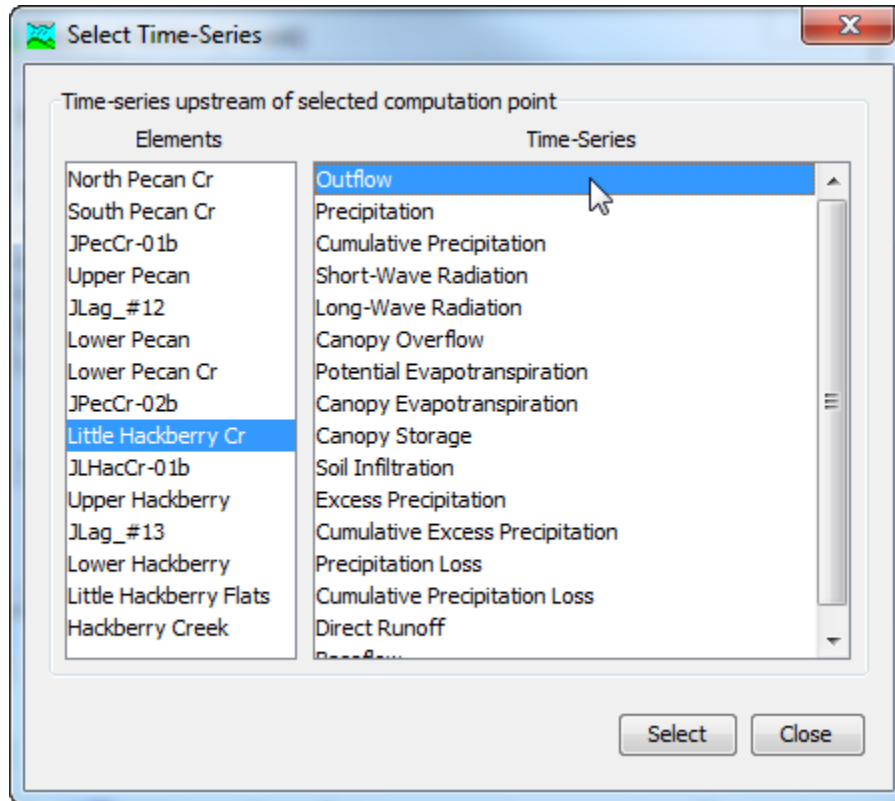 Select Time-Series
Time-series upstream of selected computation point
Elements
Time-Series
North Pecan Cr
South Pecan Cr
JPecCr-01b
Upper Pecan
JLag_#12
Lower Pecan
Lower Pecan Cr
JPecCr-02b
Little Hackberry Cr
JLHacCr-01b
Upper Hackberry
JLag_#13
Lower Hackberry
Little Hackberry Flats
Hackberry Creek
Outflow
Precipitation
Cumulative Precipitation
Short-Wave Radiation
Long-Wave Radiation
Canopy Overflow
Potential Evapotranspiration
Canopy Evapotranspiration
Canopy Storage
Soil Infiltration
Excess Precipitation
Cumulative Excess Precipitation
Precipitation Loss
Cumulative Precipitation Loss
Direct Runoff
Select
Close